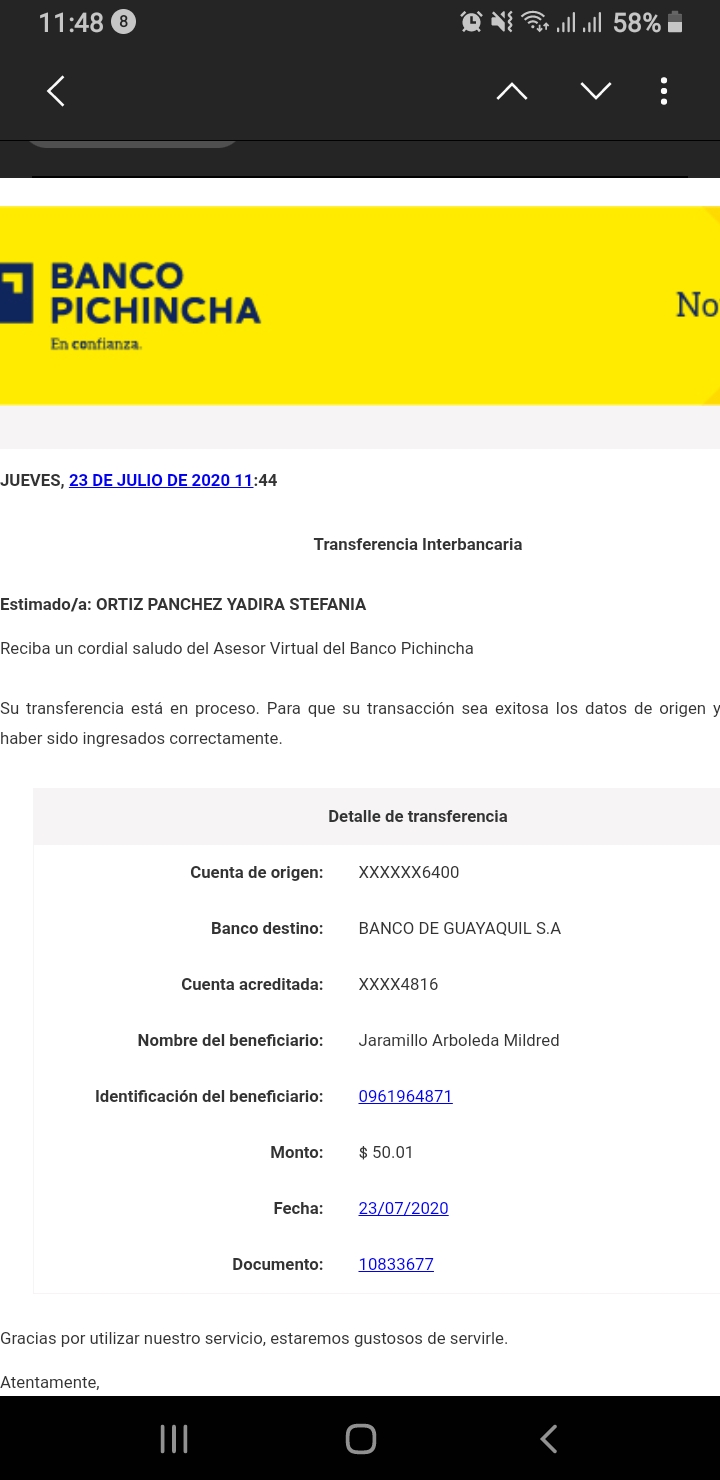 11:48 8 58%
BANCO
PICHINCHA
En confianza.
No
JUEVES, 23 DE JULIO DE 2020 11:44
Transferencia Interbancaria
Estimado/a: ORTIZ PANCHEZ YADIRA STEFANIA
Reciba un cordial saludo del Asesor Virtual del Banco Pichincha
Su transferencia está en proceso. Para que su transacción sea exitosa los datos de origen y
haber sido ingresados correctamente.
Detalle de transferencia
Cuenta de origen: XXXXXX6400
Banco destino: BANCO DE GUAYAQUIL S.A
Cuenta acreditada: XXXX4816
Nombre del beneficiario: Jaramillo Arboleda Mildred
Identificación del beneficiario: 0961964871
Monto: $ 50.01
Fecha: 23/07/2020
Documento: 10833677
Gracias por utilizar nuestro servicio, estaremos gustosos de servirle.
Atentamente,